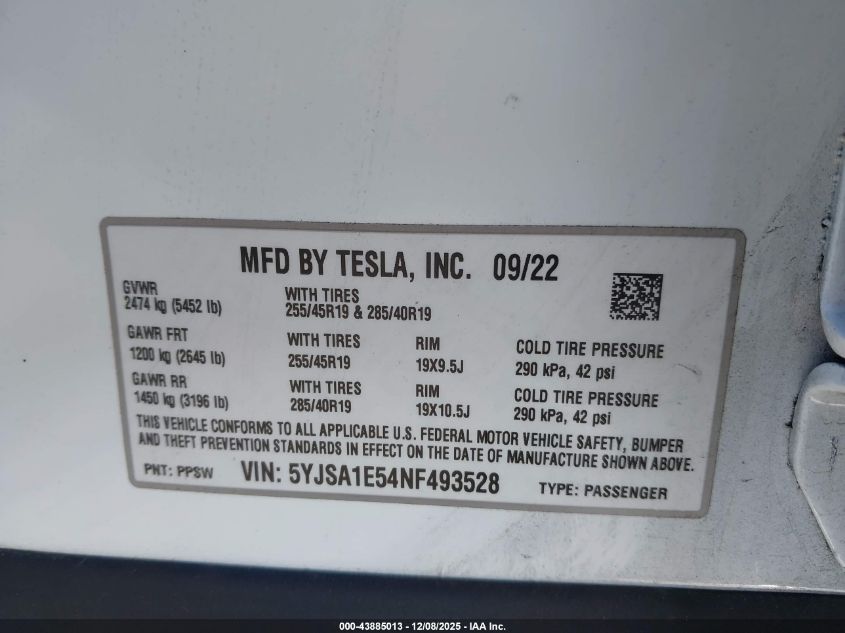 MFD BY TESLA, INC. 09/22
GVWR
2474 kg (5452 lb)
WITH TIRES
255/45R19 & 285/40R19
GAWR FRT
1200 kg (2645 lb)
WITH TIRES
255/45R19
RIM
19X9.5J
COLD TIRE PRESSURE
290 kPa, 42 psi
GAWR RR
1450 kg (3196 lb)
WITH TIRES
285/40R19
RIM
19X10.5J
COLD TIRE PRESSURE
290 kPa, 42 psi
THIS VEHICLE CONFORMS TO ALL APPLICABLE U.S. FEDERAL MOTOR VEHICLE SAFETY, BUMPER
AND THEFT PREVENTION STANDARDS IN EFFECT ON THE DATE OF MANUFACTURE SHOWN ABOVE.
PNT: PPSW VIN: 5YJSA1E54NF493528 TYPE: PASSENGER
000-43885013 - 12/08/2025 - IAA Inc.